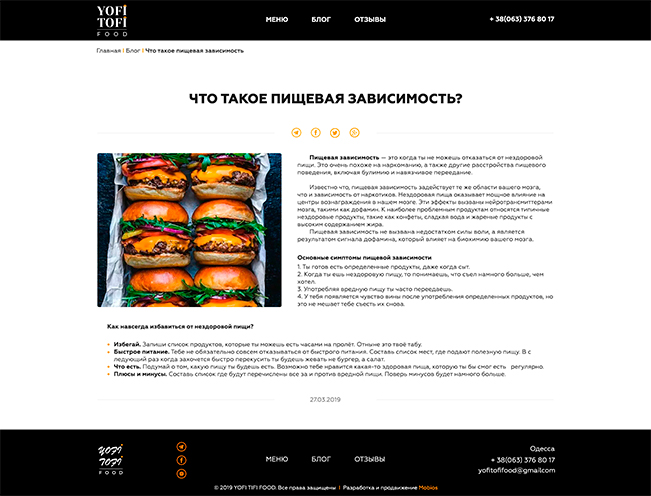 YOFI
TOFI
FOOD
МЕНЮ БЛОГ ОТЗЫВЫ
+ 38(063) 376 80 17
Главная | Блог | Что такое пищевая зависимость
ЧТО ТАКОЕ ПИЩЕВАЯ ЗАВИСИМОСТЬ?
Пищевая зависимость — это когда ты не можешь отказаться от нездоровой
пищи. Это очень похоже на наркоманию, а также другие расстройства пищевого
поведения, включая булимию и навязчивое переедание.
Известно что, пищевая зависимость задействует те же области вашего мозга,
что и зависимость от наркотиков. Нездоровая пища оказывает мощное влияние на
центры вознаграждения в нашем мозге. Эти эффекты вызваны нейротрансмиттерами
мозга, такими как дофамин. К наиболее проблемным продуктам относятся типичные
нездоровые продукты, такие как конфеты, сладкая вода и жареные продукты с
высоким содержанием жира.
Пищевая зависимость не вызвана недостатком силы воли, а является
результатом сигнала дофамина, который влияет на биохимию вашего мозга.
Основные симптомы пищевой зависимости
1. Ты готов есть определенные продукты, даже когда сыт.
2. Когда ты ешь нездоровую пищу, то понимаешь, что съел намного больше, чем
хотел.
3. Употребляя вредную пищу ты часто переедаешь.
4. У тебя появляется чувство вины после употребления определенных продуктов, но
это не мешает тебе съесть их снова.
Как навсегда избавиться от нездоровой пищи?
• Избегай. Запиши список продуктов, которые ты можешь есть часами на пролёт. Отныне это твоё табу.
• Быстрое питание. Тебе не обязательно совсем отказываться от быстрого питания. Составь список мест, где подают полезную пищу. В с
ледующий раз когда захочется быстро перекусить ты будешь жевать не бургер, а салат.
• Что есть. Подумай о том, какую пищу ты будешь есть. Возможно тебе нравится какая-то здоровая пища, которую ты бы смог есть регулярно.
• Плюсы и минусы. Составь список где будут перечислены все за и против вредной пищи. Поверь минусов будет намного больше.
27.03.2019
YOFI
TOFI
FOOD
МЕНЮ БЛОГ ОТЗЫВЫ
Одесса
+ 38(063) 376 80 17
yofitofifood@gmail.com
© 2019 YOFI TIFI FOOD. Все права защищены | Разработка и продвижение Mobios